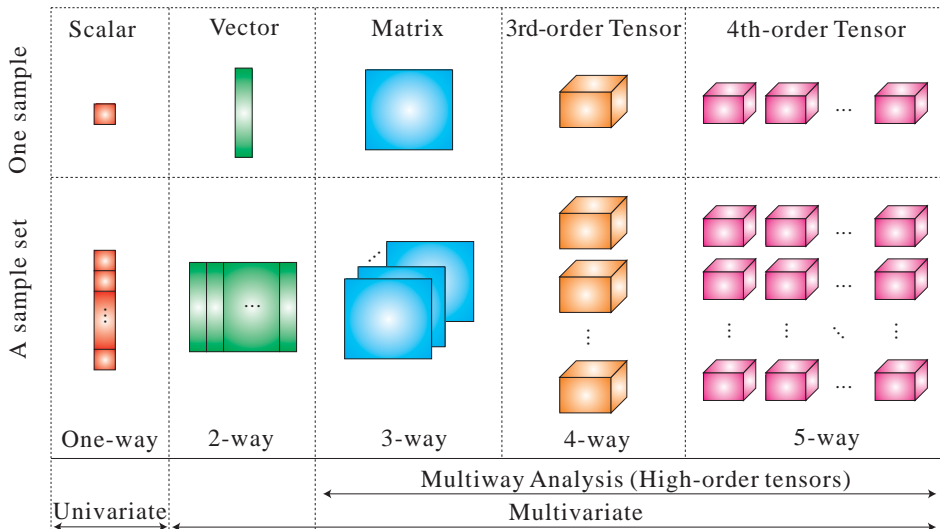 Scalar Vector Matrix 3rd-order Tensor 4th-order Tensor
One sample
...
A sample set
... ... ... ...
...
... ... ... ... ...
...
One-way 2-way 3-way 4-way 5-way
Multiway Analysis (High-order tensors)
Univariate Multivariate